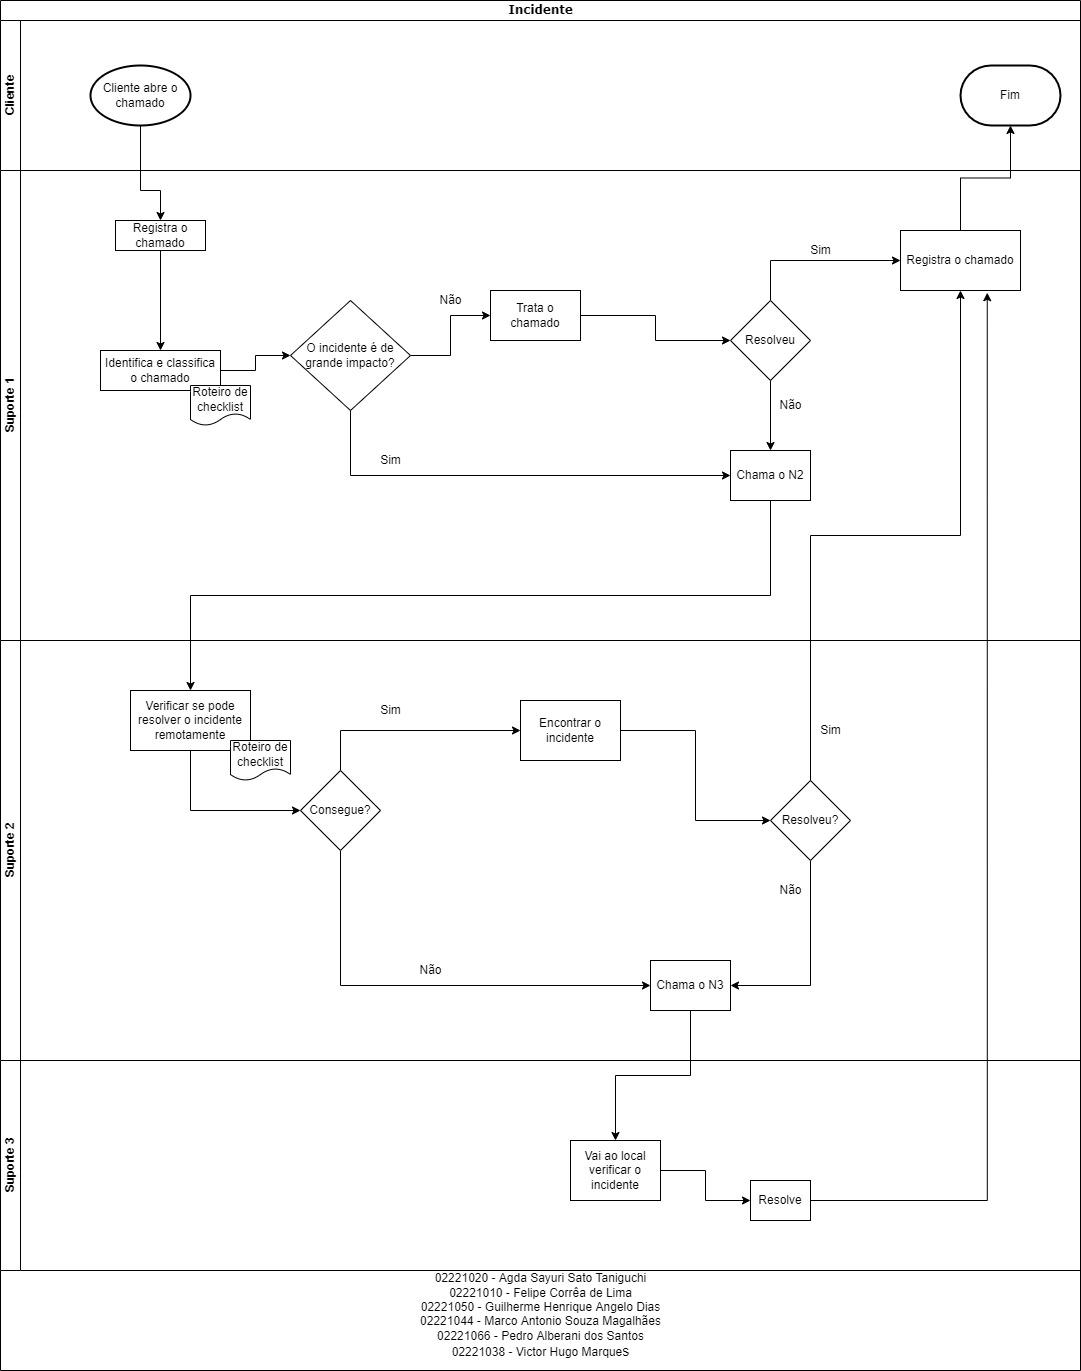 Incidente
Cliente
Cliente abre o
chamado
Fim
Suporte 1
Registra o
chamado
Identifica e classifica
o chamado
Roteiro de
checklist
O incidente é de
grande impacto?
Não
Trata o
chamado
Sim
Resolveu
Sim
Registra o chamado
Não
Chama o N2
Suporte 2
Verificar se pode
resolver o incidente
remotamente
Roteiro de
checklist
Consegue?
Sim
Encontrar o
incidente
Resolveu?
Sim
Não
Não
Chama o N3
Suporte 3
Vai ao local
verificar o
incidente
Resolve
02221020 - Agda Sayuri Sato Taniguchi
02221010 - Felipe Corrêa de Lima
02221050 - Guilherme Henrique Angelo Dias
02221044 - Marco Antonio Souza Magalhães
02221066 - Pedro Alberani dos Santos
02221038 - Victor Hugo Marques